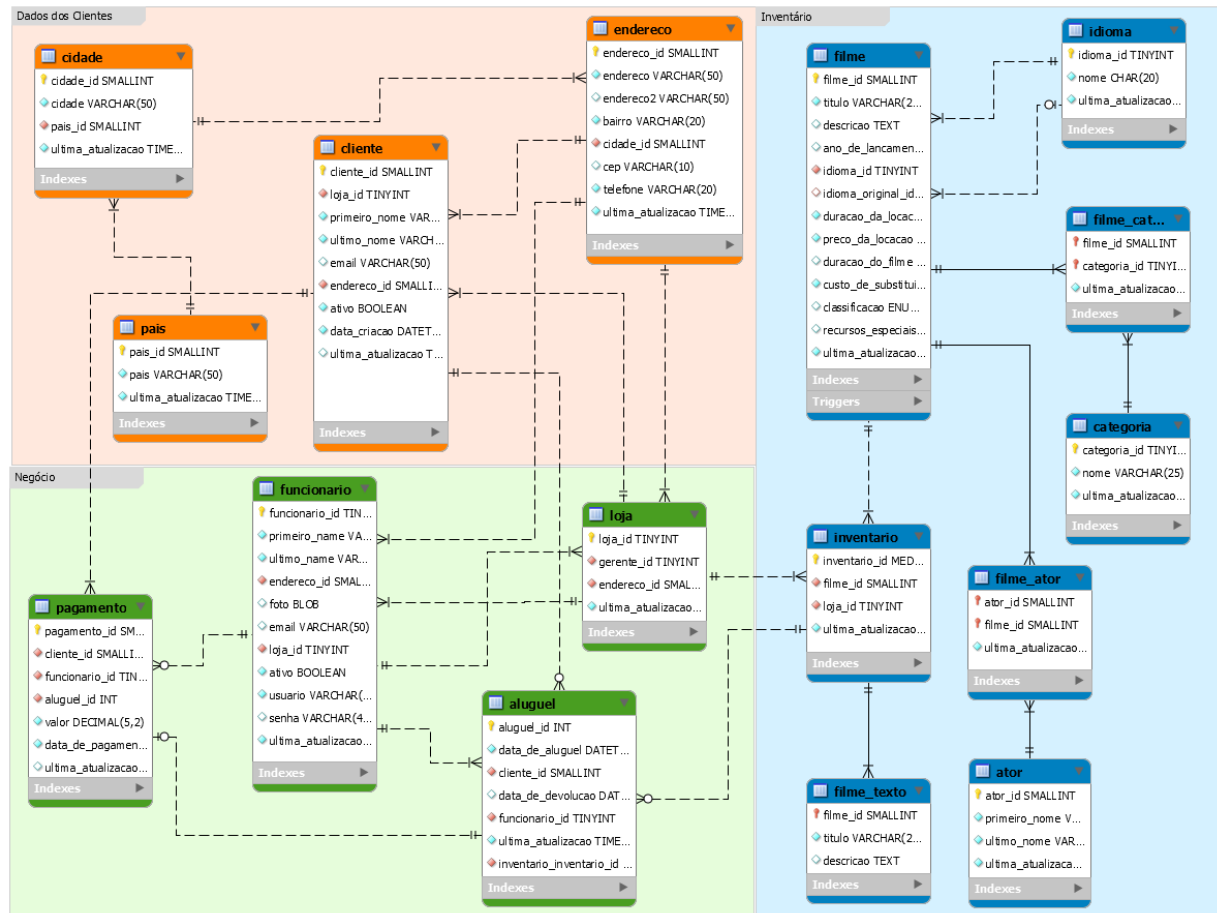 Dados dos Clientes
cidade
cidade_id SMALLINT
cidade VARCHAR(50)
pais_id SMALLINT
ultima_atualizacao TIME...
Indexes
cliente
cliente_id SMALLINT
loja_id TINYINT
primeiro_nome VAR...
ultimo_nome VARCH...
email VARCHAR(50)
endereco_id SMALLI...
ativo BOOLEAN
data_criacao DATET...
ultima_atualizacao T...
Indexes
endereco
endereco_id SMALLINT
endereco VARCHAR(50)
endereco2 VARCHAR(50)
bairro VARCHAR(20)
cidade_id SMALLINT
cep VARCHAR(10)
telefone VARCHAR(20)
ultima_atualizacao TIME...
Indexes
pais
pais_id SMALLINT
pais VARCHAR(50)
ultima_atualizacao TIME...
Indexes
Negócio
funcionario
funcionario_id TIN...
primeiro_name VA...
ultimo_name VAR...
endereco_id SMAL...
foto BLOB
email VARCHAR(50)
loja_id TINYINT
ativo BOOLEAN
usuario VARCHAR(...
senha VARCHAR(4...
ultima_atualizacao...
Indexes
loja
loja_id TINYINT
gerente_id TINYINT
endereco_id SMAL...
ultima_atualizacao...
Indexes
pagamento
pagamento_id SM...
cliente_id SMALLI...
funcionario_id TIN...
aluguel_id INT
valor DECIMAL(5,2)
data_de_pagamen...
ultima_atualizacao...
Indexes
aluguel
aluguel_id INT
data_de_aluguel DATET...
cliente_id SMALLINT
data_de_devolucao DAT...
funcionario_id TINYINT
ultima_atualizacao TIME...
inventario_inventario_id ...
Indexes
Inventário
filme
filme_id SMALLINT
titulo VARCHAR(2...
descricao TEXT
ano_de_lancamen...
idioma_id TINYINT
idioma_original_id...
duracao_da_locac...
preco_da_locacao ...
duracao_do_filme ...
custo_de_substitui...
classificacao ENU...
recursos_especiais...
ultima_atualizacao...
Indexes
Triggers
idioma
idioma_id TINYINT
nome CHAR(20)
ultima_atualizacao...
Indexes
filme_cat...
filme_id SMALLINT
categoria_id TINYI...
ultima_atualizacao...
Indexes
categoria
categoria_id TINYI...
nome VARCHAR(25)
ultima_atualizacao...
Indexes
inventario
inventario_id MED...
filme_id SMALLINT
loja_id TINYINT
ultima_atualizacao...
Indexes
filme_ator
ator_id SMALLINT
filme_id SMALLINT
ultima_atualizacao...
Indexes
filme_texto
filme_id SMALLINT
titulo VARCHAR(2...
descricao TEXT
Indexes
ator
ator_id SMALLINT
primeiro_nome V...
ultimo_nome VAR...
ultima_atualizaca...
Indexes